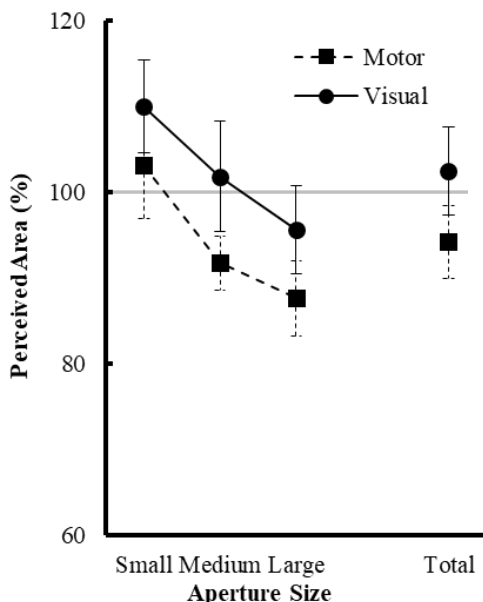 120
Motor
Visual
100
Perceived Area (%)
80
60
Small Medium Large Total
Aperture Size